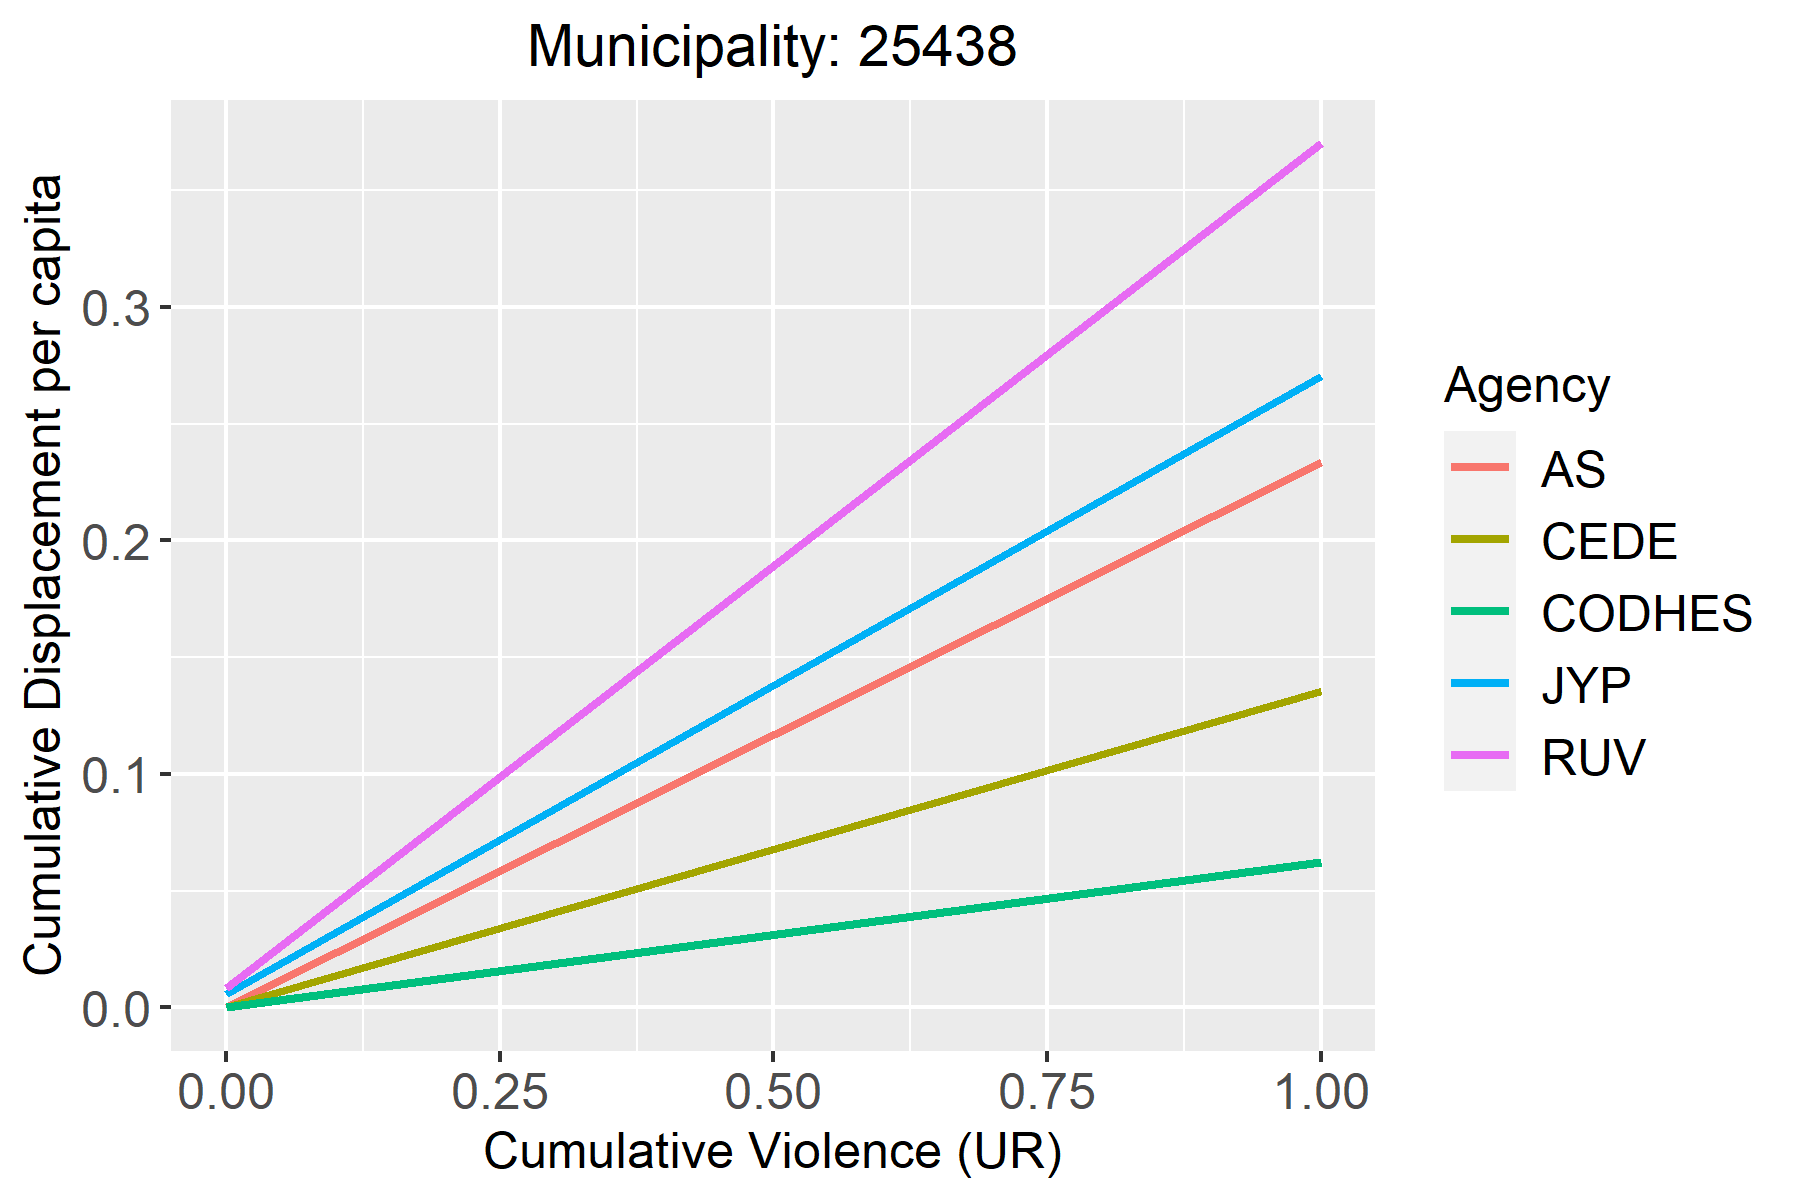 Municipality: 25438
Cumulative Displacement per capita
0.3
0.2
0.1
0.0
0.00 0.25 0.50 0.75 1.00
Cumulative Violence (UR)
Agency
AS
CEDE
CODHES
JYP
RUV